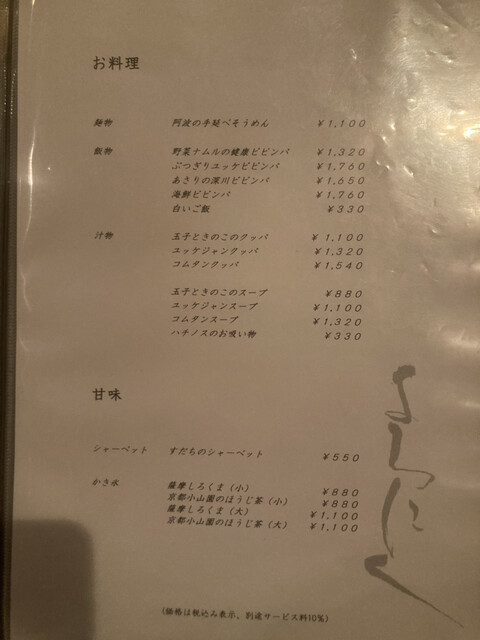 お料理
麺物 阿波の手延べそうめん ¥1,100
飯物 野菜ナムルの健康ビビンバ ¥1,320
ぶつぎりユッケビビンバ ¥1,760
あさりの深川ビビンバ ¥1,650
海鮮ビビンバ ¥1,760
白いご飯 ¥330
汁物 玉子ときのこのクッパ ¥1,100
ユッケジャンクッパ ¥1,320
コムタンクッパ ¥1,540
玉子ときのこのスープ ¥880
ユッケジャンスープ ¥1,100
コムタンスープ ¥1,320
ハチノスのお吸い物 ¥330
甘味
シャーベット すだちのシャーベット ¥550
かき氷 薩摩しろくま(小) ¥880
京都小山園のほうじ茶(小) ¥880
薩摩しろくま(大) ¥1,100
京都小山園のほうじ茶(大) ¥1,100
よろにく
(価格は税込み表示、別途サービス料10%)